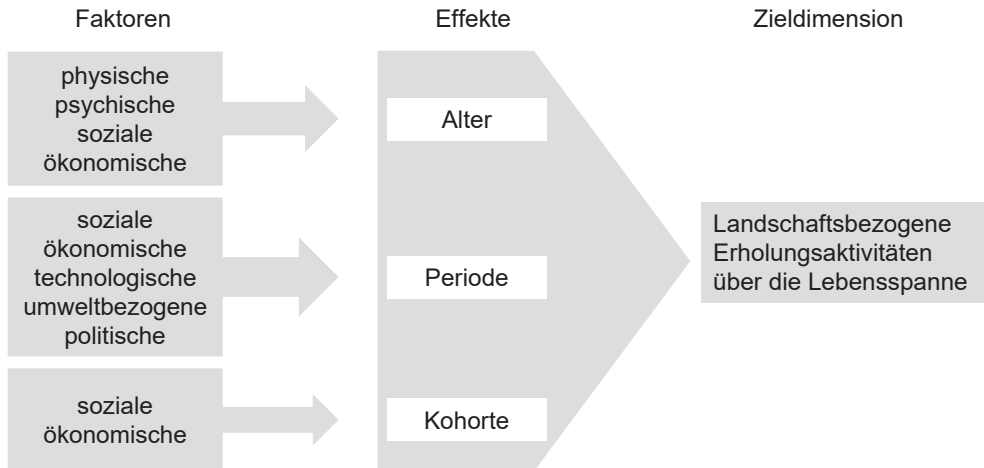 Faktoren
Effekte
Zieldimension
physische
psychische
soziale
ökonomische
Alter
soziale
ökonomische
technologische
umweltbezogene
politische
Periode
Landschaftsbezogene
Erholungsaktivitäten
über die Lebensspanne
soziale
ökonomische
Kohorte